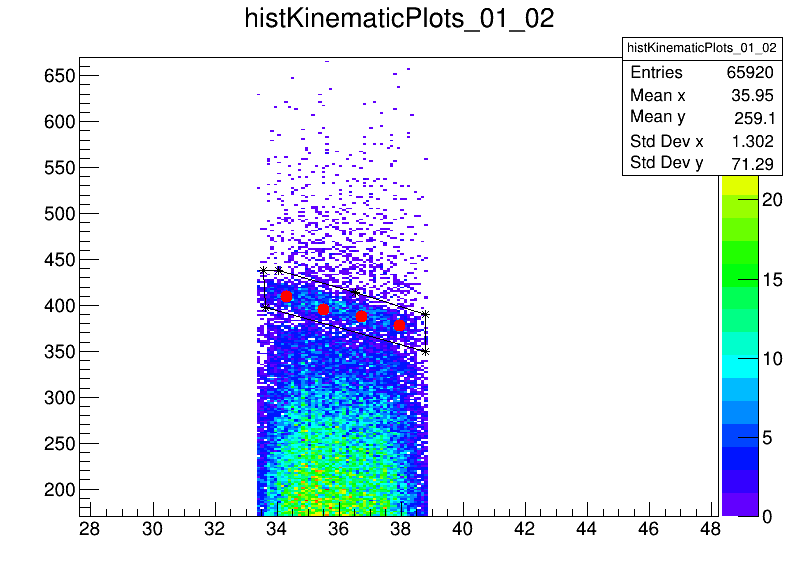 histKinematicPlots_01_02
histKinematicPlots_01_02
Entries 65920
Mean x 35.95
Mean y 259.1
Std Dev x 1.302
Std Dev y 71.29
650
600
550
500
450
400
350
300
250
200
28 30 32 34 36 38 40 42 44 46 48
20
15
10
5
0